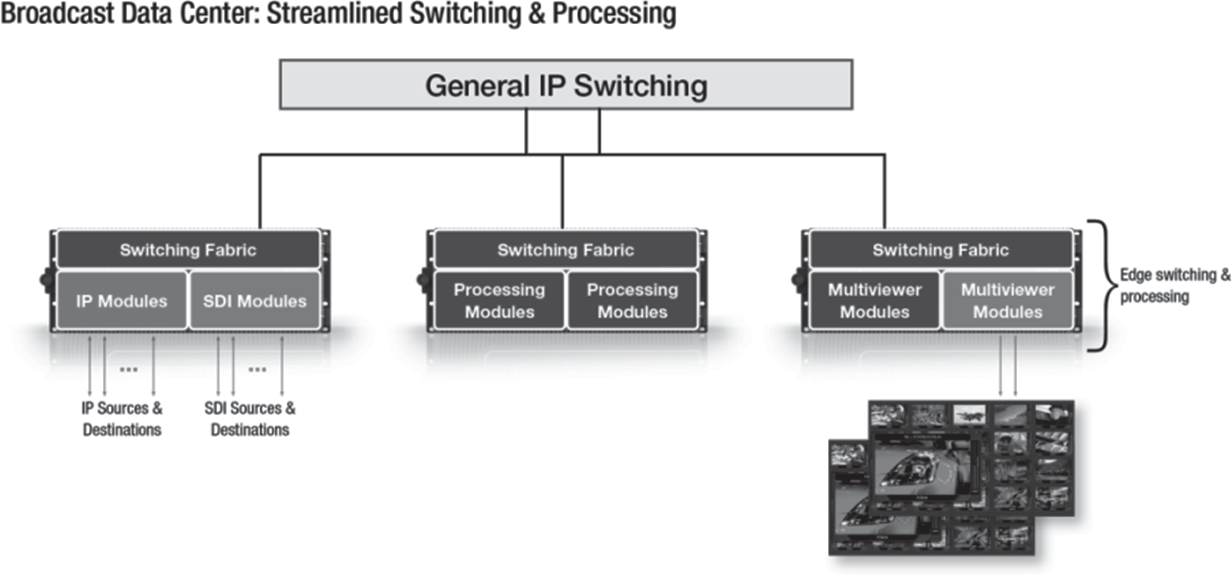 Broadcast Data Center: Streamlined Switching & Processing
General IP Switching
Switching Fabric
IP Modules
SDI Modules
Switching Fabric
Processing
Modules
Processing
Modules
Switching Fabric
Multiviewer
Modules
Multiviewer
Modules
Edge switching &
processing
...
...
IP Sources &
Destinations
SDI Sources &
Destinations